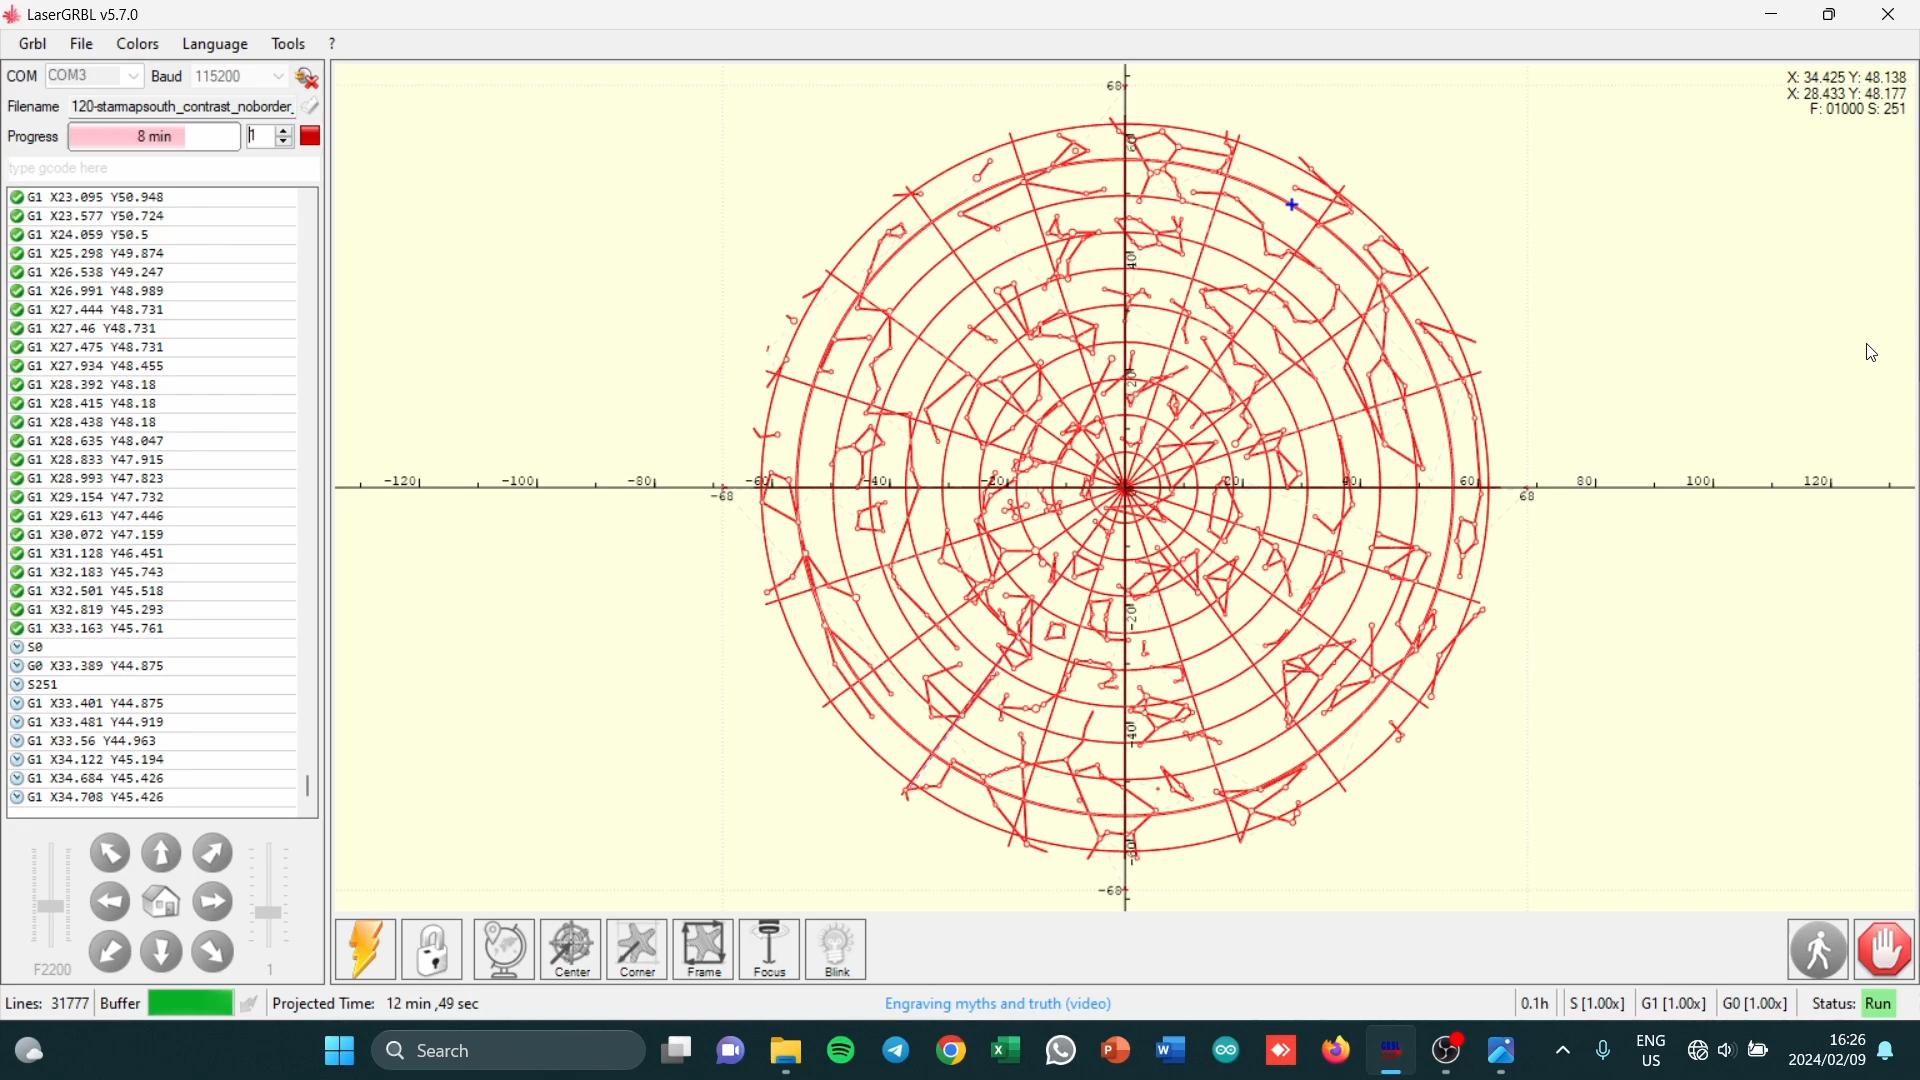 LaserGRBL v5.7.0
Grbl File Colors Language Tools ?
COM COM3 Baud 115200
Filename 120-starmapsouth_contrast_noborder_
Progress 8 min 1
type gcode here
G1 X23.095 Y50.948
G1 X23.577 Y50.724
G1 X24.059 Y50.5
G1 X25.298 Y49.874
G1 X26.538 Y49.247
G1 X26.991 Y48.989
G1 X27.444 Y48.731
G1 X27.46 Y48.731
G1 X27.475 Y48.731
G1 X27.934 Y48.455
G1 X28.392 Y48.18
G1 X28.415 Y48.18
G1 X28.438 Y48.18
G1 X28.635 Y48.047
G1 X28.833 Y47.915
G1 X28.993 Y47.823
G1 X29.154 Y47.732
G1 X29.613 Y47.446
G1 X30.072 Y47.159
G1 X31.128 Y46.451
G1 X32.183 Y45.743
G1 X32.501 Y45.518
G1 X32.819 Y45.293
G1 X33.163 Y45.761
S0
G0 X33.389 Y44.875
S251
G1 X33.401 Y44.875
G1 X33.481 Y44.919
G1 X33.56 Y44.963
G1 X34.122 Y45.194
G1 X34.684 Y45.426
G1 X34.708 Y45.426
F2200 1
X: 34.425 Y: 48.138
X: 28.433 Y: 48.177
F: 01000 S: 251
68
60
40
20
-120 -100 -80 -60 -40 -20 20 40 60 80 100 120
-68 68
-20
-40
-60
-68
Center Corner Frame Focus Blink
Lines: 31777 Buffer Projected Time: 12 min ,49 sec Engraving myths and truth (video) 0.1h S [1.00x] G1 [1.00x] G0 [1.00x] Status: Run
Search
ENG
US
16:26
2024/02/09